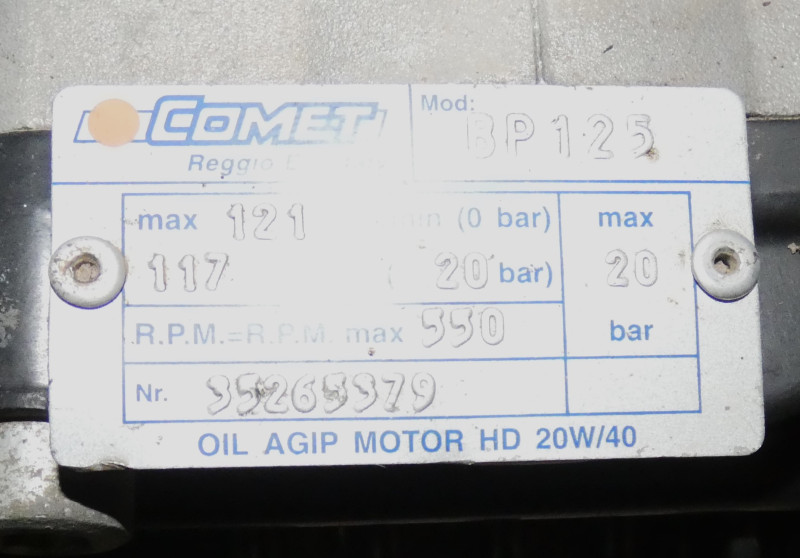 COMET
Mod: BP125
max 121 (0 bar)
117 20 bar)
max
20
bar
R.P.M.=R.P.M. max 550
Nr.
OIL AGIP MOTOR HD 20W/40